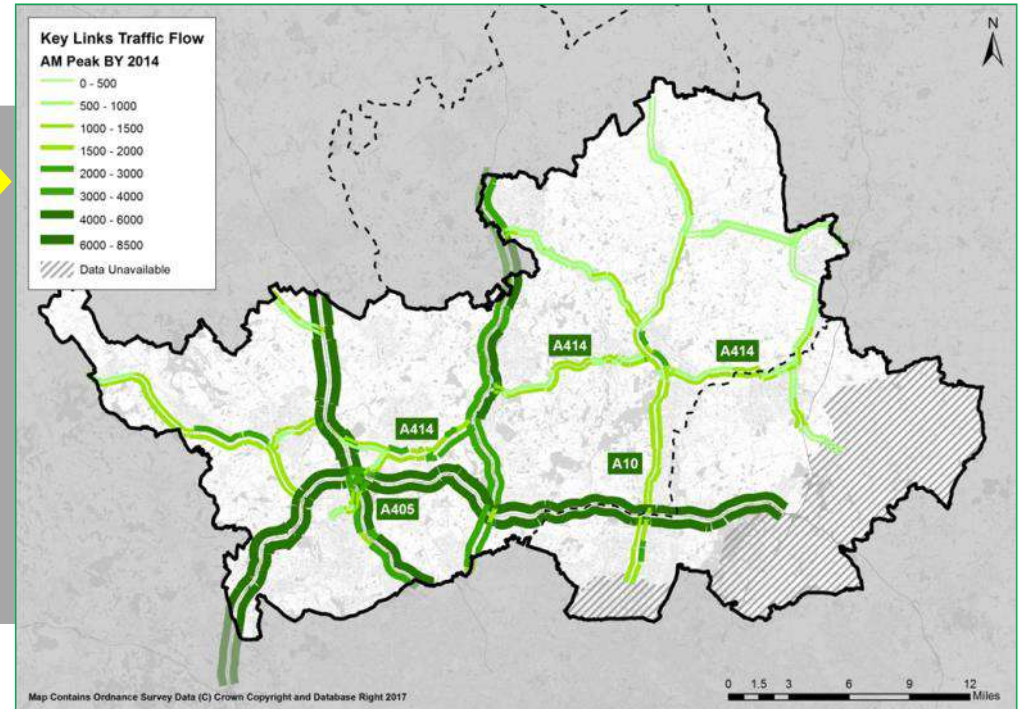 Key Links Traffic Flow
AM Peak BY 2014
0 - 500
500 - 1000
1000 - 1500
1500 - 2000
2000 - 3000
3000 - 4000
4000 - 6000
6000 - 8500
Data Unavailable
N
A414
A414
A414
A10
A405
0 1.5 3 6 9 12
Miles
Map Contains Ordnance Survey Data (C) Crown Copyright and Database Right 2017